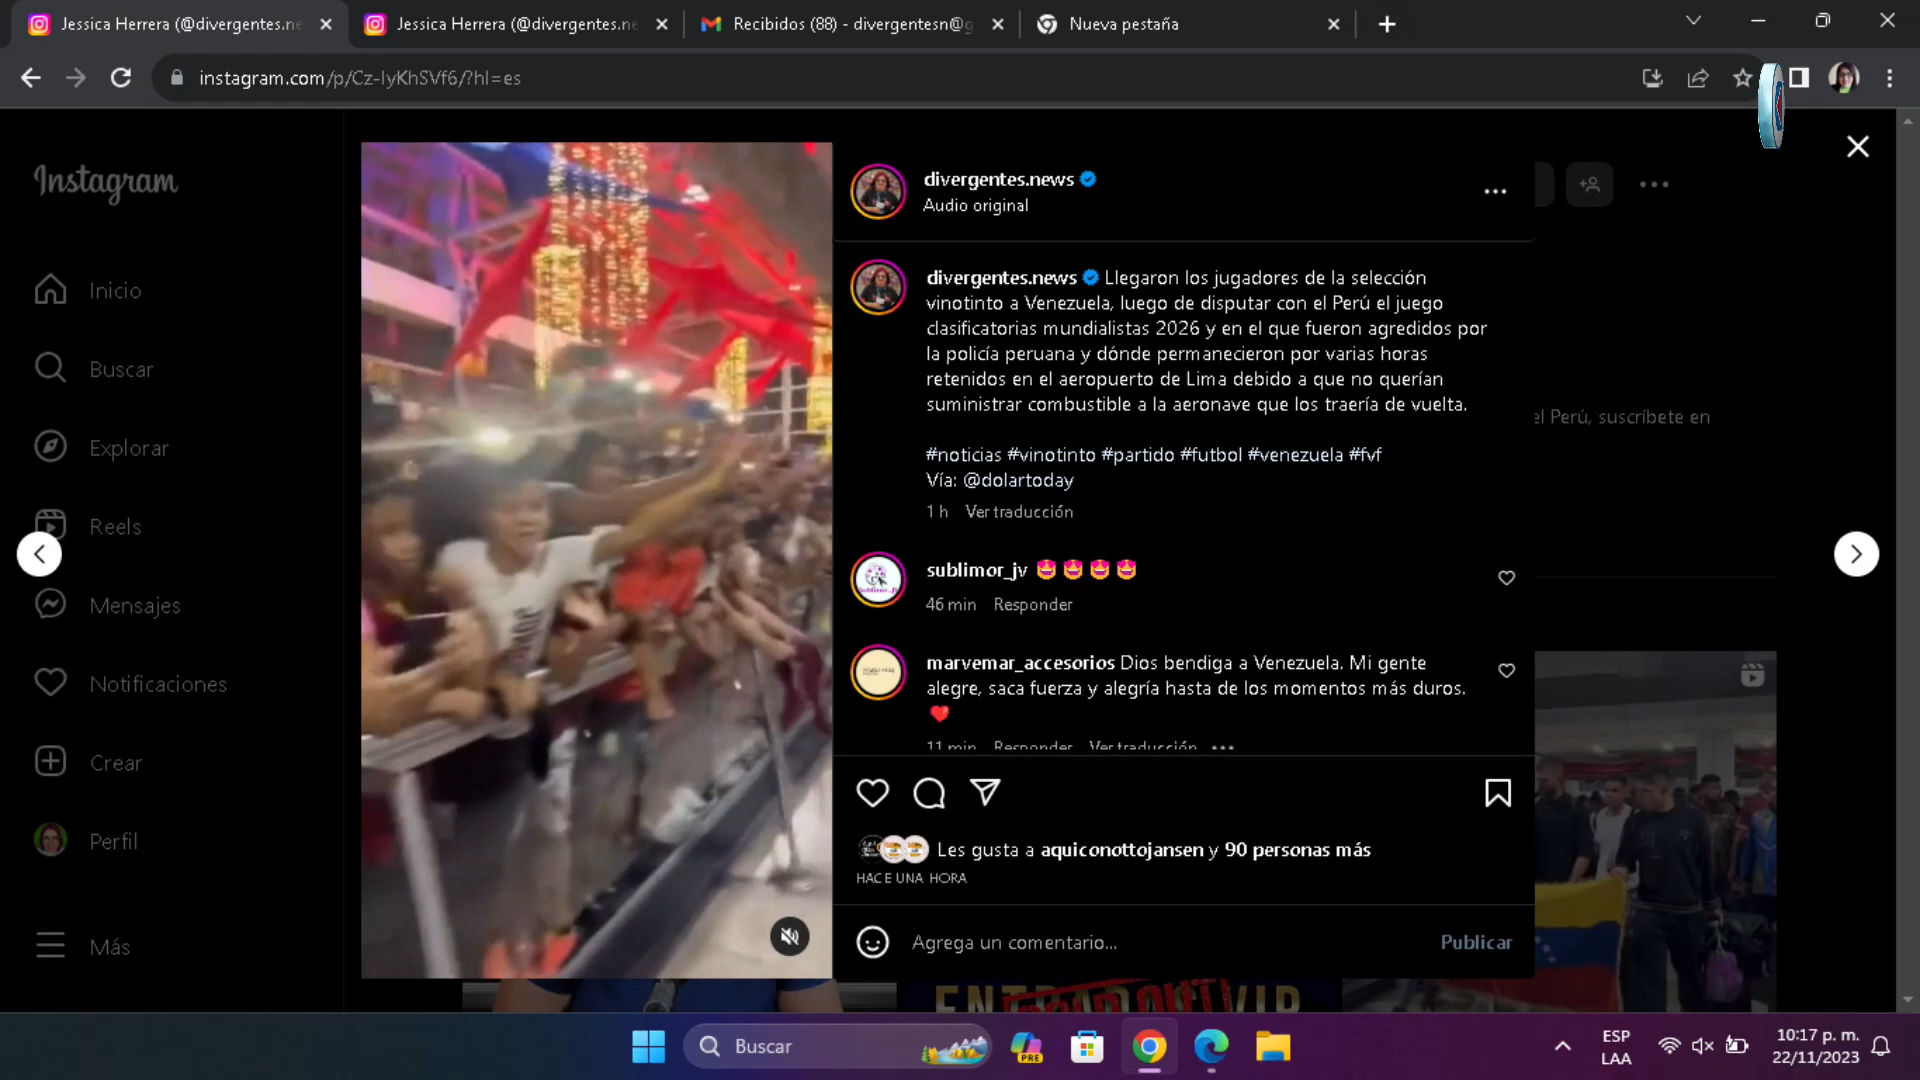 Jessica Herrera (@divergentes.ne
Jessica Herrera (@divergentes.ne
Recibidos (88) - divergentesn@g
Nueva pestaña
instagram.com/p/Cz-IyKhSVf6/?hl=es
Instagram
Inicio
Buscar
Explorar
Reels
Mensajes
Notificaciones
Crear
Perfil
Más
divergentes.news
Audio original
divergentes.news Llegaron los jugadores de la selección
vinotinto a Venezuela, luego de disputar con el Perú el juego
clasificatorias mundialistas 2026 y en el que fueron agredidos por
la policía peruana y dónde permanecieron por varias horas
retenidos en el aeropuerto de Lima debido a que no querían
suministrar combustible a la aeronave que los traería de vuelta.
#noticias #vinotinto #partido #futbol #venezuela #fvf
Vía: @dolartoday
1 h Ver traducción
sublimor_jv 🤩🤩🤩🤩
46 min Responder
marvemar_accesorios Dios bendiga a Venezuela. Mi gente
alegre, saca fuerza y alegría hasta de los momentos más duros.
❤️
11 min Responder Ver traducción
Les gusta a aquiconottojansen y 90 personas más
HACE UNA HORA
Agrega un comentario...
Publicar
el Perú, suscríbete en
Buscar
PRE
ESP
LAA
10:17 p. m.
22/11/2023